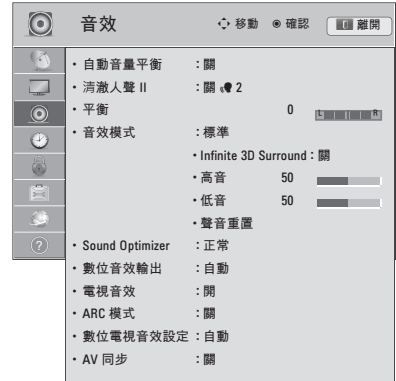 音效 移動 確認 離開
• 自動音量平衡 ：關
• 清澈人聲 II ：關 2
• 平衡 0 L R
• 音效模式 ：標準
• Infinite 3D Surround：關
• 高音 50
• 低音 50
• 聲音重置
• Sound Optimizer ：正常
• 數位音效輸出 ：自動
• 電視音效 ：開
• ARC 模式 ：關
• 數位電視音效設定 ：自動
• AV 同步 ：關
?